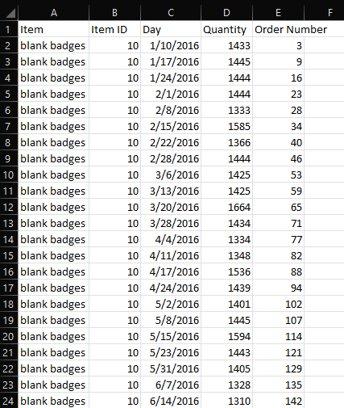 A B C D E F
1 Item Item ID Day Quantity Order Number
2 blank badges 10 1/10/2016 1433 3
3 blank badges 10 1/17/2016 1445 9
4 blank badges 10 1/24/2016 1444 16
5 blank badges 10 2/1/2016 1444 23
6 blank badges 10 2/8/2016 1333 28
7 blank badges 10 2/15/2016 1585 34
8 blank badges 10 2/22/2016 1366 40
9 blank badges 10 2/28/2016 1444 46
10 blank badges 10 3/6/2016 1425 53
11 blank badges 10 3/13/2016 1425 59
12 blank badges 10 3/20/2016 1664 65
13 blank badges 10 3/28/2016 1434 71
14 blank badges 10 4/4/2016 1334 77
15 blank badges 10 4/11/2016 1348 82
16 blank badges 10 4/17/2016 1536 88
17 blank badges 10 4/24/2016 1439 94
18 blank badges 10 5/2/2016 1401 102
19 blank badges 10 5/8/2016 1445 107
20 blank badges 10 5/15/2016 1594 114
21 blank badges 10 5/23/2016 1443 121
22 blank badges 10 5/31/2016 1405 129
23 blank badges 10 6/7/2016 1328 135
24 blank badges 10 6/14/2016 1310 142